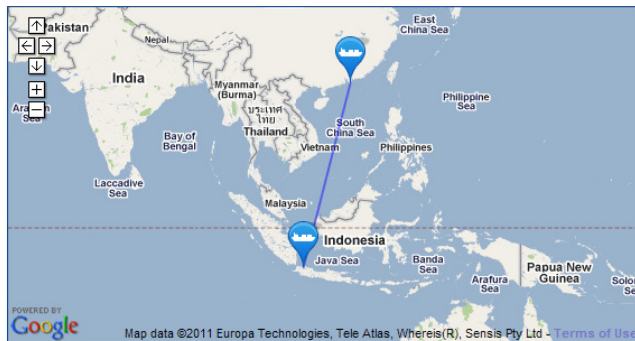 East
China Sea
Pakistan
Nepal
India
Myanmar
(Burma)
ประเทศ
ไทย
Thailand
Arabian
Sea
Bay of
Bengal
South
China Sea
Vietnam
Philippines
Philippine
Sea
Laccadive
Sea
Malaysia
Indonesia
Java Sea
Banda
Sea
Arafura
Sea
Papua New
Guinea
Solo
POWERED BY
Google
Map data ©2011 Europa Technologies, Tele Atlas, Whereis(R), Sensis Pty Ltd - Terms of Use